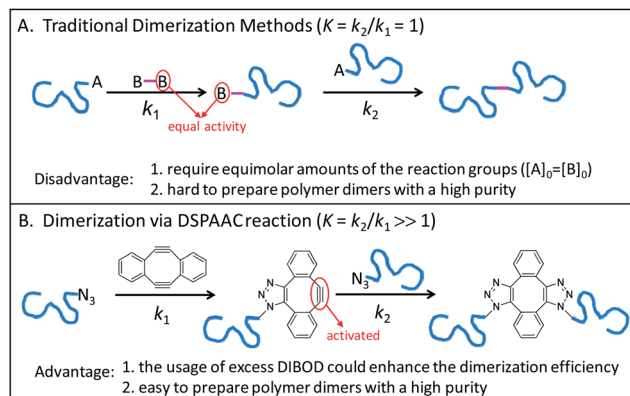 A. Traditional Dimerization Methods (K = k₂/k₁ = 1)
A B B B A
k₁ k₂
equal activity
Disadvantage: 1. require equimolar amounts of the reaction groups ([A]₀=[B]₀)
2. hard to prepare polymer dimers with a high purity
B. Dimerization via DSPAAC reaction (K = k₂/k₁ >> 1)
N₃ N N N N₃ N N N N N N
k₁ k₂
activated
Advantage: 1. the usage of excess DIBOD could enhance the dimerization efficiency
2. easy to prepare polymer dimers with a high purity